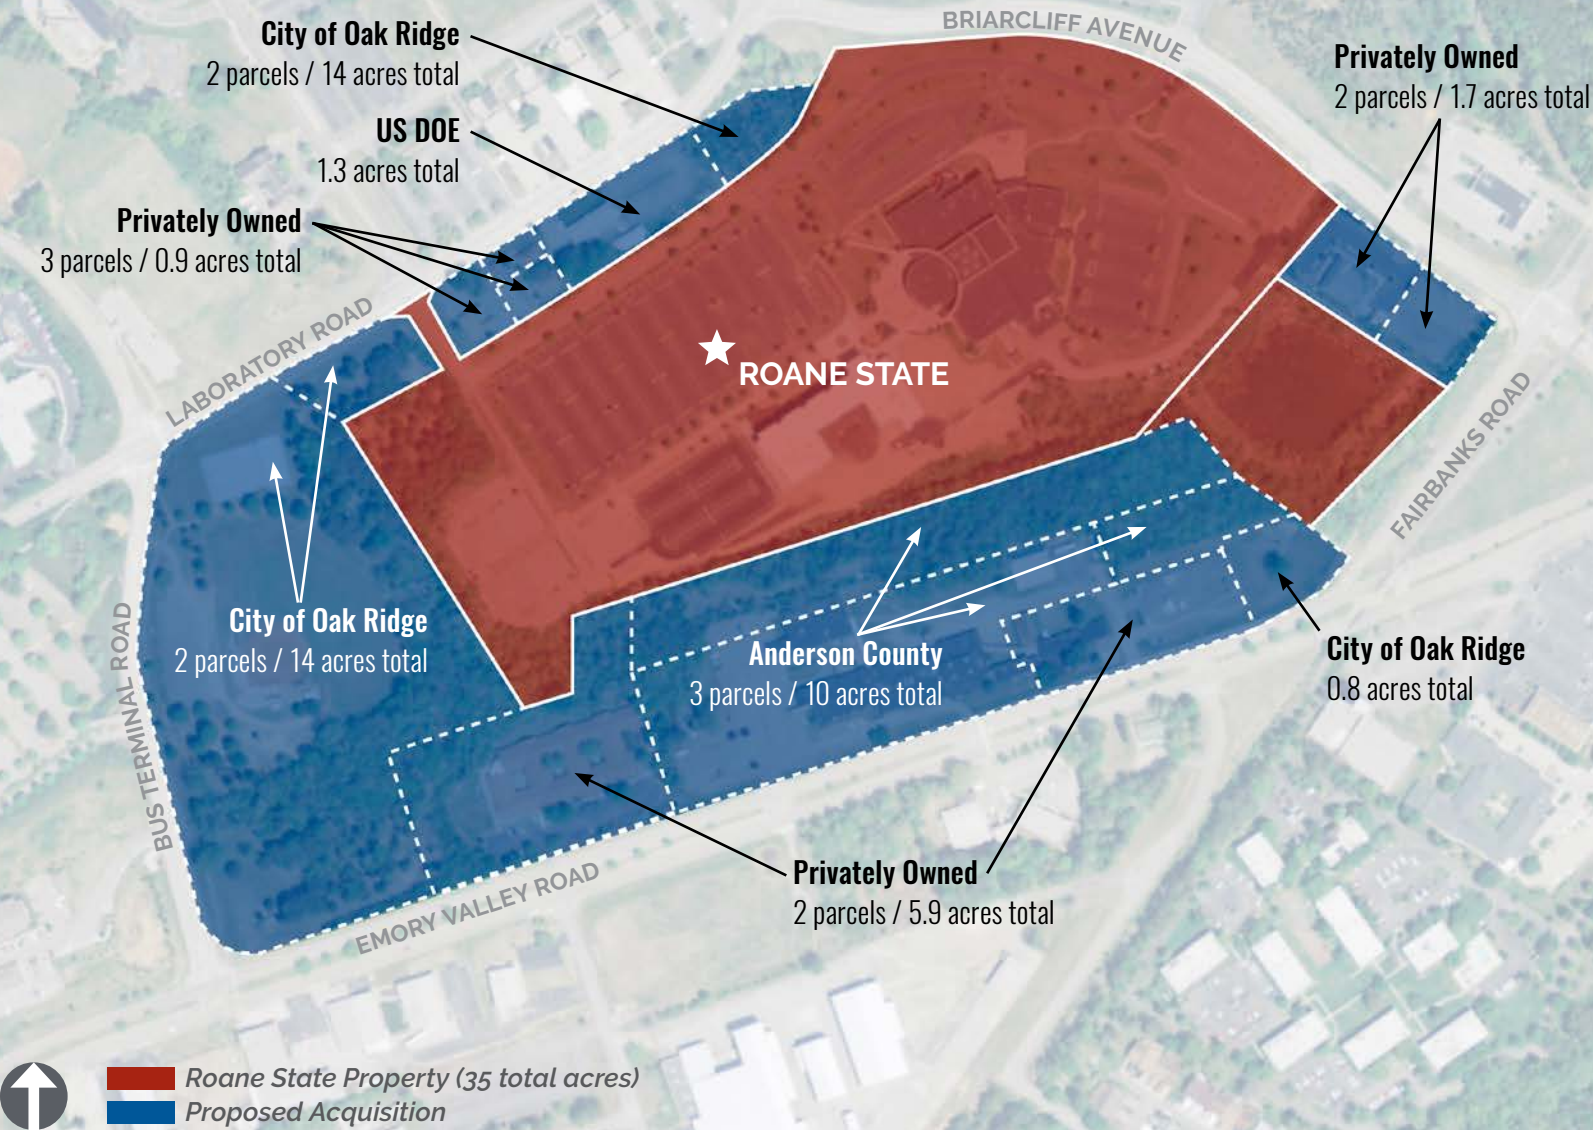 BRIARCLIFF AVENUE
City of Oak Ridge
2 parcels / 14 acres total
Privately Owned
2 parcels / 1.7 acres total
US DOE
1.3 acres total
Privately Owned
3 parcels / 0.9 acres total
LABORATORY ROAD
ROANE STATE
FAIRBANKS ROAD
City of Oak Ridge
2 parcels / 14 acres total
Anderson County
3 parcels / 10 acres total
City of Oak Ridge
0.8 acres total
BUS TERMINAL ROAD
Privately Owned
2 parcels / 5.9 acres total
EMORY VALLEY ROAD
Roane State Property (35 total acres)
Proposed Acquisition